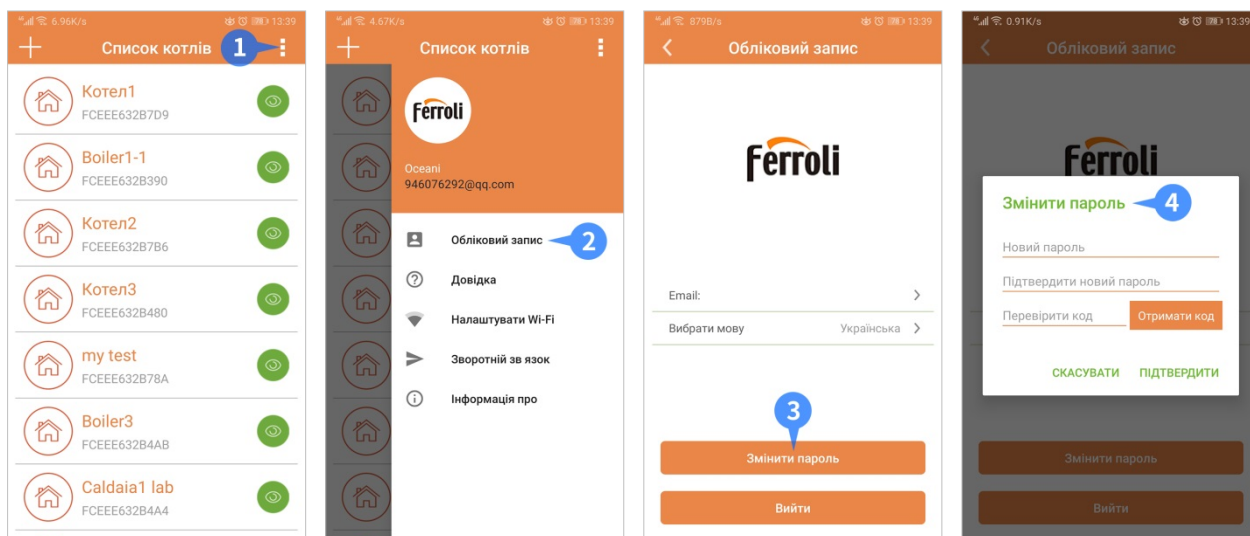 6.96K/s 13:39
Список котлів 1
Котел1
FCEEE632B7D9
Boiler1-1
FCEEE632B390
Котел2
FCEEE632B7B6
Котел3
FCEEE632B480
my test
FCEEE632B78A
Boiler3
FCEEE632B4AB
Caldaia1 lab
FCEEE632B4A4
4.67K/s 13:39
Список котлів
Ferroli
Oceani
946076292@qq.com
Обліковий запис 2
Довідка
Налаштувати Wi-Fi
Зворотній зв язок
Інформація про
879B/s 13:39
Обліковий запис
Ferroli
Email:
Вибрати мову Українська
3
Змінити пароль
Вийти
0.91K/s 13:39
Обліковий запис
Ferroli
Змінити пароль 4
Новий пароль
Підтвердити новий пароль
Перевірити код Отримати код
СКАСУВАТИ ПІДТВЕРДИТИ
Змінити пароль
Вийти